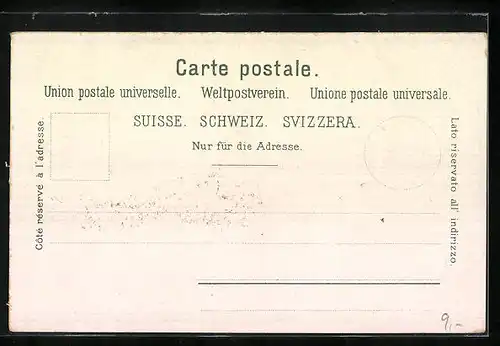 Carte postale.
Union postale universelle. Weltpostverein. Unione postale universale.
SUISSE. SCHWEIZ. SVIZZERA.
Nur für die Adresse.
Côté réservé à l'adresse.
Lato riservato all' indirizzo.
9,-